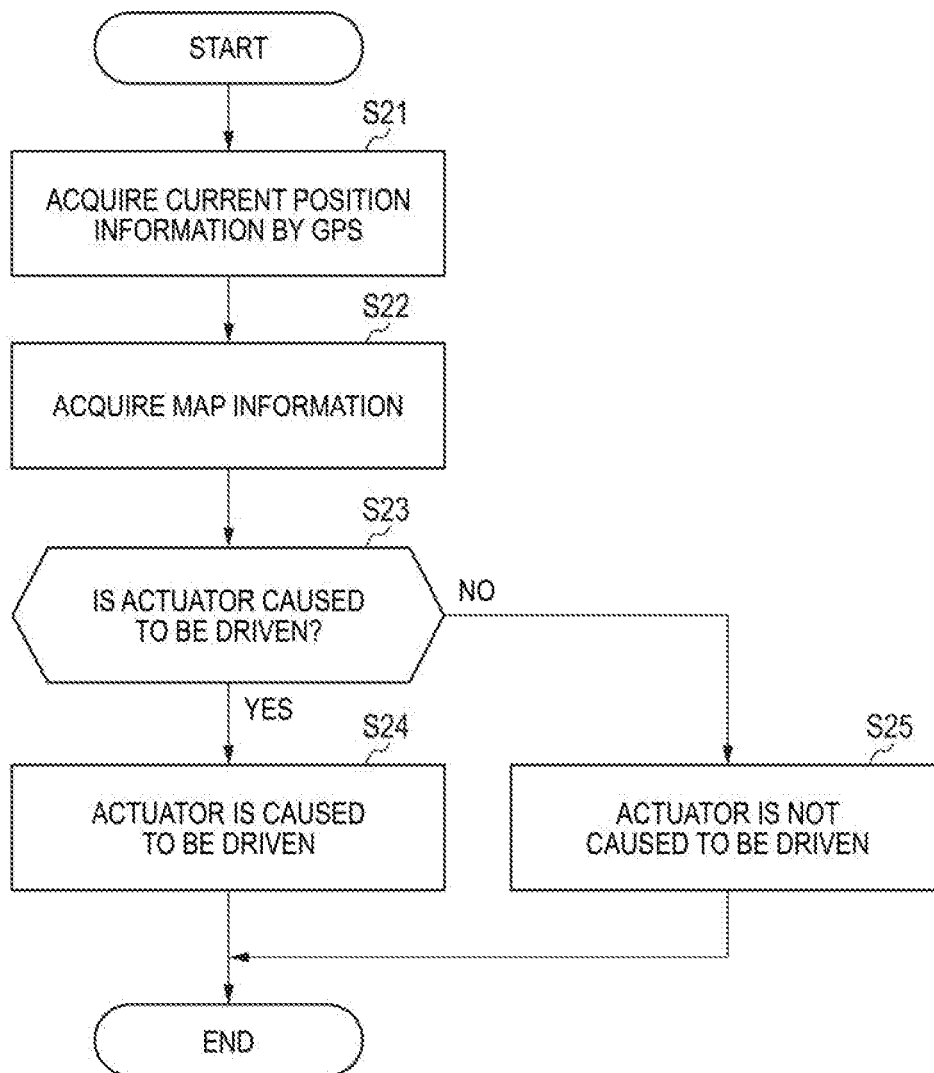 START
S21
ACQUIRE CURRENT POSITION
INFORMATION BY GPS
S22
ACQUIRE MAP INFORMATION
S23
IS ACTUATOR CAUSED
TO BE DRIVEN?
NO
YES
S24
ACTUATOR IS CAUSED
TO BE DRIVEN
S25
ACTUATOR IS NOT
CAUSED TO BE DRIVEN
END